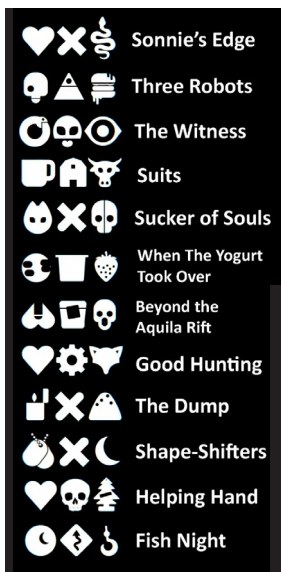 Sonnie's Edge
Three Robots
The Witness
Suits
Sucker of Souls
When The Yogurt
Took Over
Beyond the
Aquila Rift
Good Hunting
The Dump
Shape-Shifters
Helping Hand
Fish Night